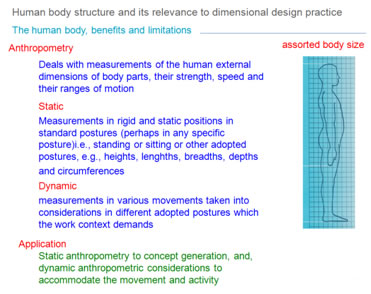 Human body structure and its relevance to dimensional design practice
The human body, benefits and limitations
Anthropometry
assorted body size
Deals with measurements of the human external
dimensions of body parts, their strength, speed and
their ranges of motion
Static
Measurements in rigid and static positions in
standard postures (perhaps in any specific
posture)i.e., standing or sitting or other adopted
postures, e.g., heights, lenghths, breadths, depths
and circumferences
Dynamic
measurements in various movements taken into
considerations in different adopted postures which
the work context demands
Application
Static anthropometry to concept generation, and,
dynamic anthropometric considerations to
accommodate the movement and activity